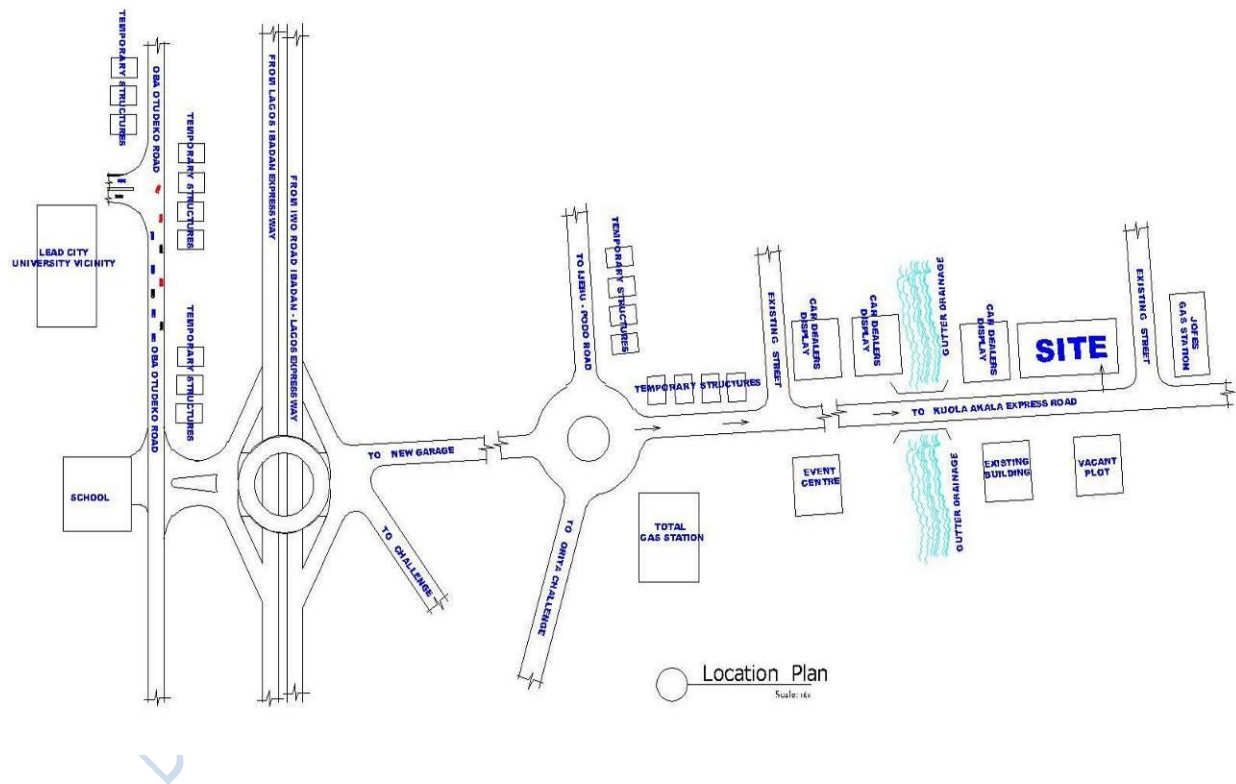 TEMPORARY STRUCTURES
OBA OTUDEKO ROAD
TEMPORARY STRUCTURES
LEAD CITY
UNIVERSITY VICINITY
TEMPORARY STRUCTURES
OBA OTUDEKO ROAD
SCHOOL
FROM LAGOS IBADAN EXPRESS WAY
FROM IWO ROAD IBADAN - LAGOS EXPRESS WAY
TO NEW GARAGE
TO CHALLENGE
TO IJEBU - PODO ROAD
TEMPORARY STRUCTURES
TO ORITA CHALLENGE
TEMPORARY STRUCTURES
TOTAL
GAS STATION
EXISTING STREET
CAR DEALERS
DISPLAY
CAR DEALERS
DISPLAY
GUTTER DRAINAGE
CAR DEALERS
DISPLAY
SITE
EXISTING STREET
JOFES
GAS STATION
TO KUOLA AKALA EXPRESS ROAD
EVENT
CENTRE
GUTTER DRAINAGE
EXISTING
BUILDING
VACANT
PLOT
Location Plan
Scale: nts